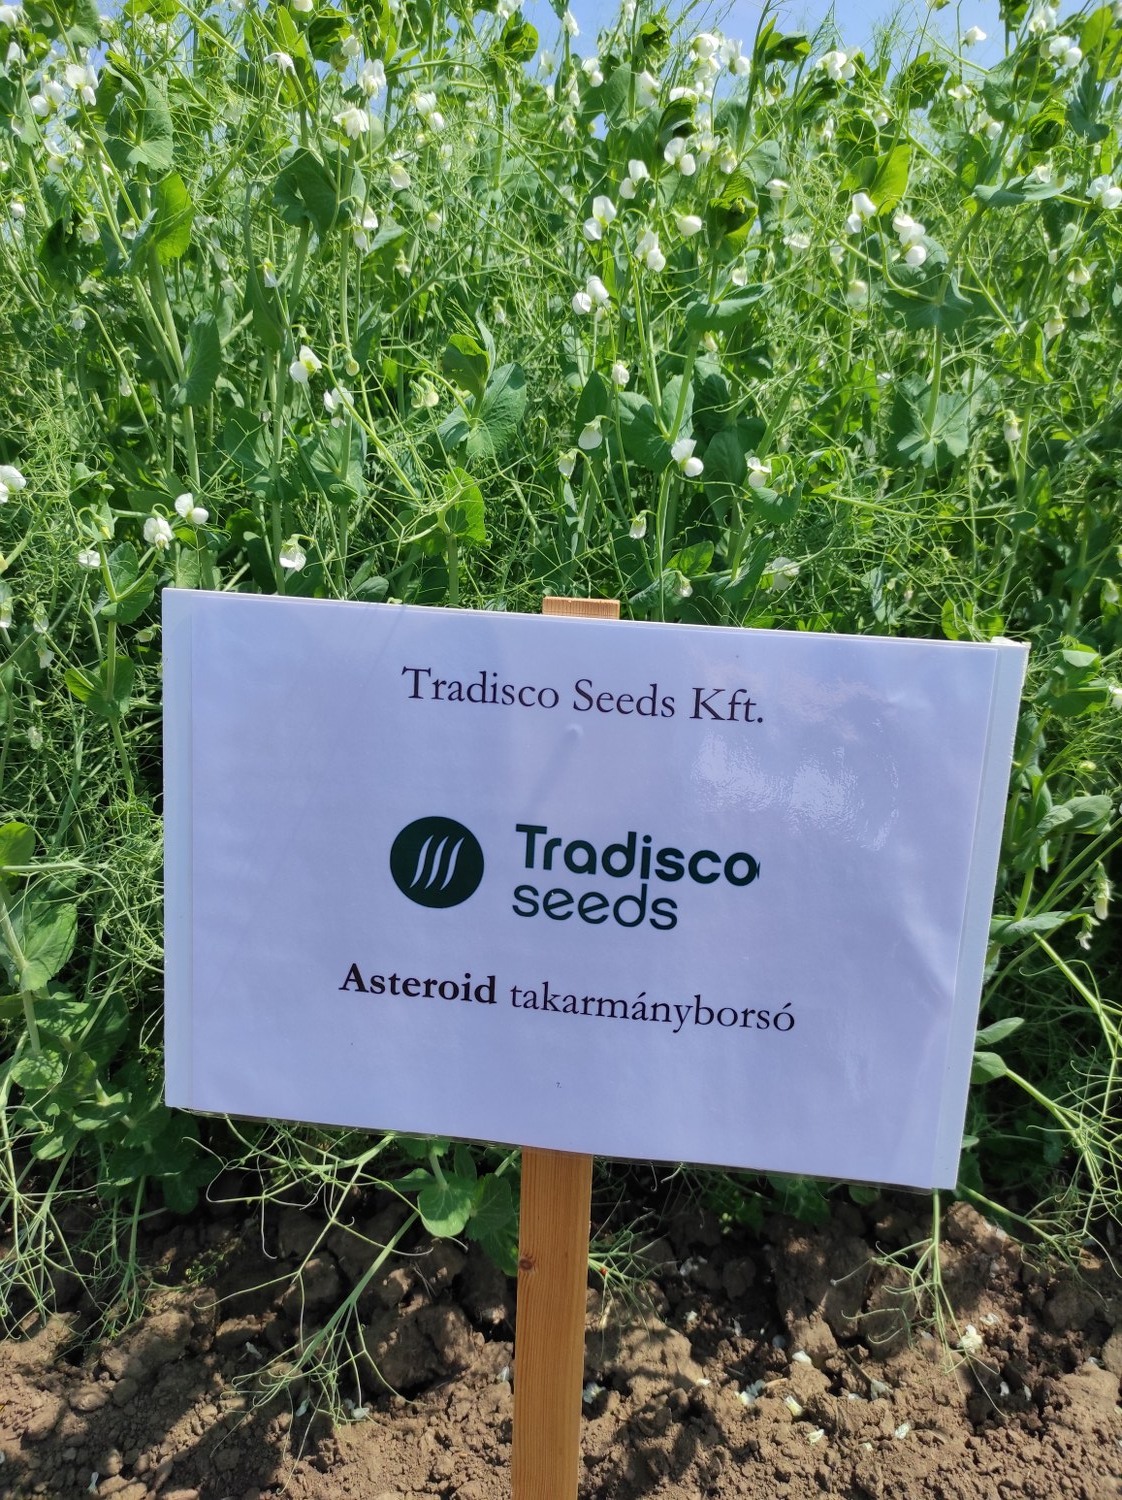 Tradisco Seeds Kft.
Tradisco
seeds
Asteroid takarmányborsó